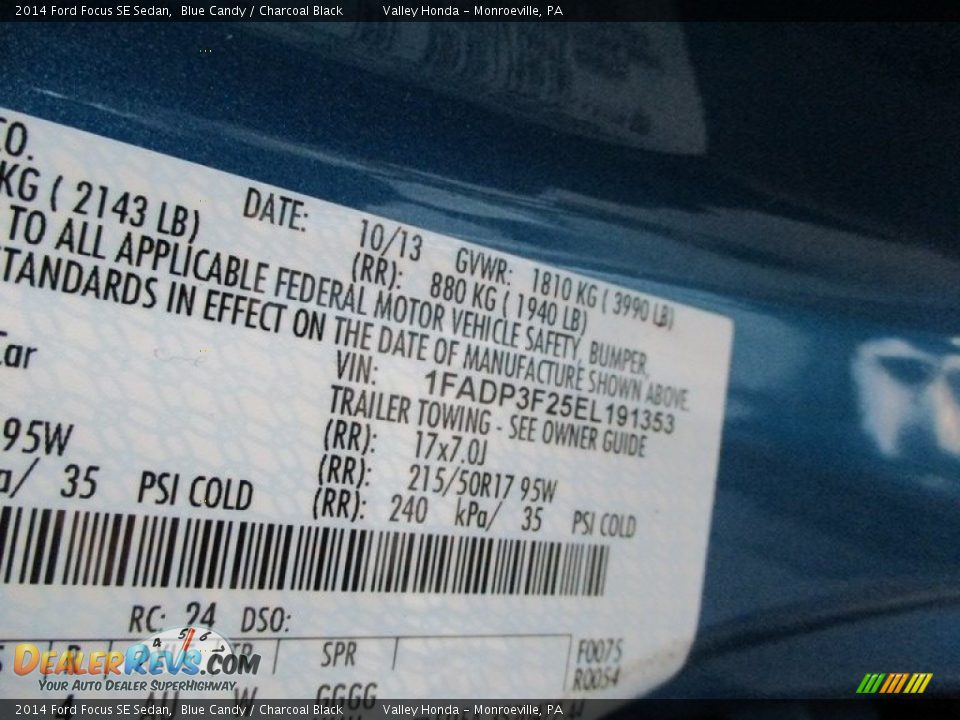 2014 Ford Focus SE Sedan, Blue Candy / Charcoal Black Valley Honda - Monroeville, PA
CO.
KG ( 2143 LB)
DATE: 10/13 GVWR: 1810 KG ( 3990 LB)
(RR): 880 KG ( 1940 LB)
TO ALL APPLICABLE FEDERAL MOTOR VEHICLE SAFETY, BUMPER,
STANDARDS IN EFFECT ON THE DATE OF MANUFACTURE SHOWN ABOVE.
VIN: 1FADP3F25EL191353
Car
TRAILER TOWING - SEE OWNER GUIDE
(RR): 17x7.0J
95W
(RR): 215/50R17 95W
35 PSI COLD
(RR): 240 kPa/ 35 PSI COLD
RC: 24 DSO:
SPR
F0075
R0054
GGGG
DealerRevs.com
4 5 6
Your Auto Dealer SuperHighway
2014 Ford Focus SE Sedan, Blue Candy / Charcoal Black Valley Honda - Monroeville, PA